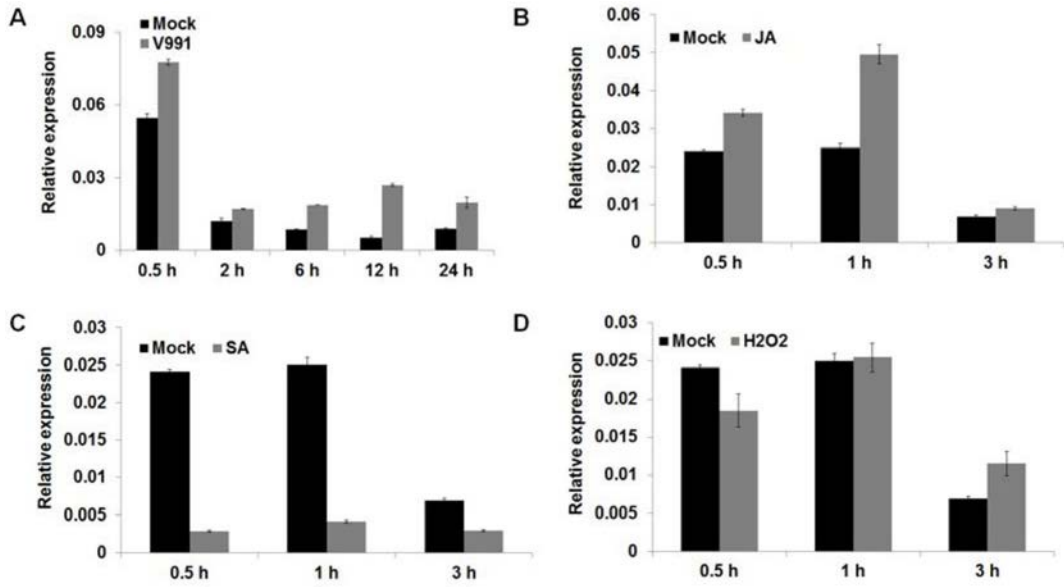 A
Mock
V991
Relative expression
0.09
0.06
0.03
0
0.5 h 2 h 6 h 12 h 24 h
B
Mock JA
Relative expression
0.06
0.05
0.04
0.03
0.02
0.01
0
0.5 h 1 h 3 h
C
Mock SA
Relative expression
0.03
0.025
0.02
0.015
0.01
0.005
0
0.5 h 1 h 3 h
D
Mock H2O2
Relative expression
0.03
0.025
0.02
0.015
0.01
0.005
0
0.5 h 1 h 3 h